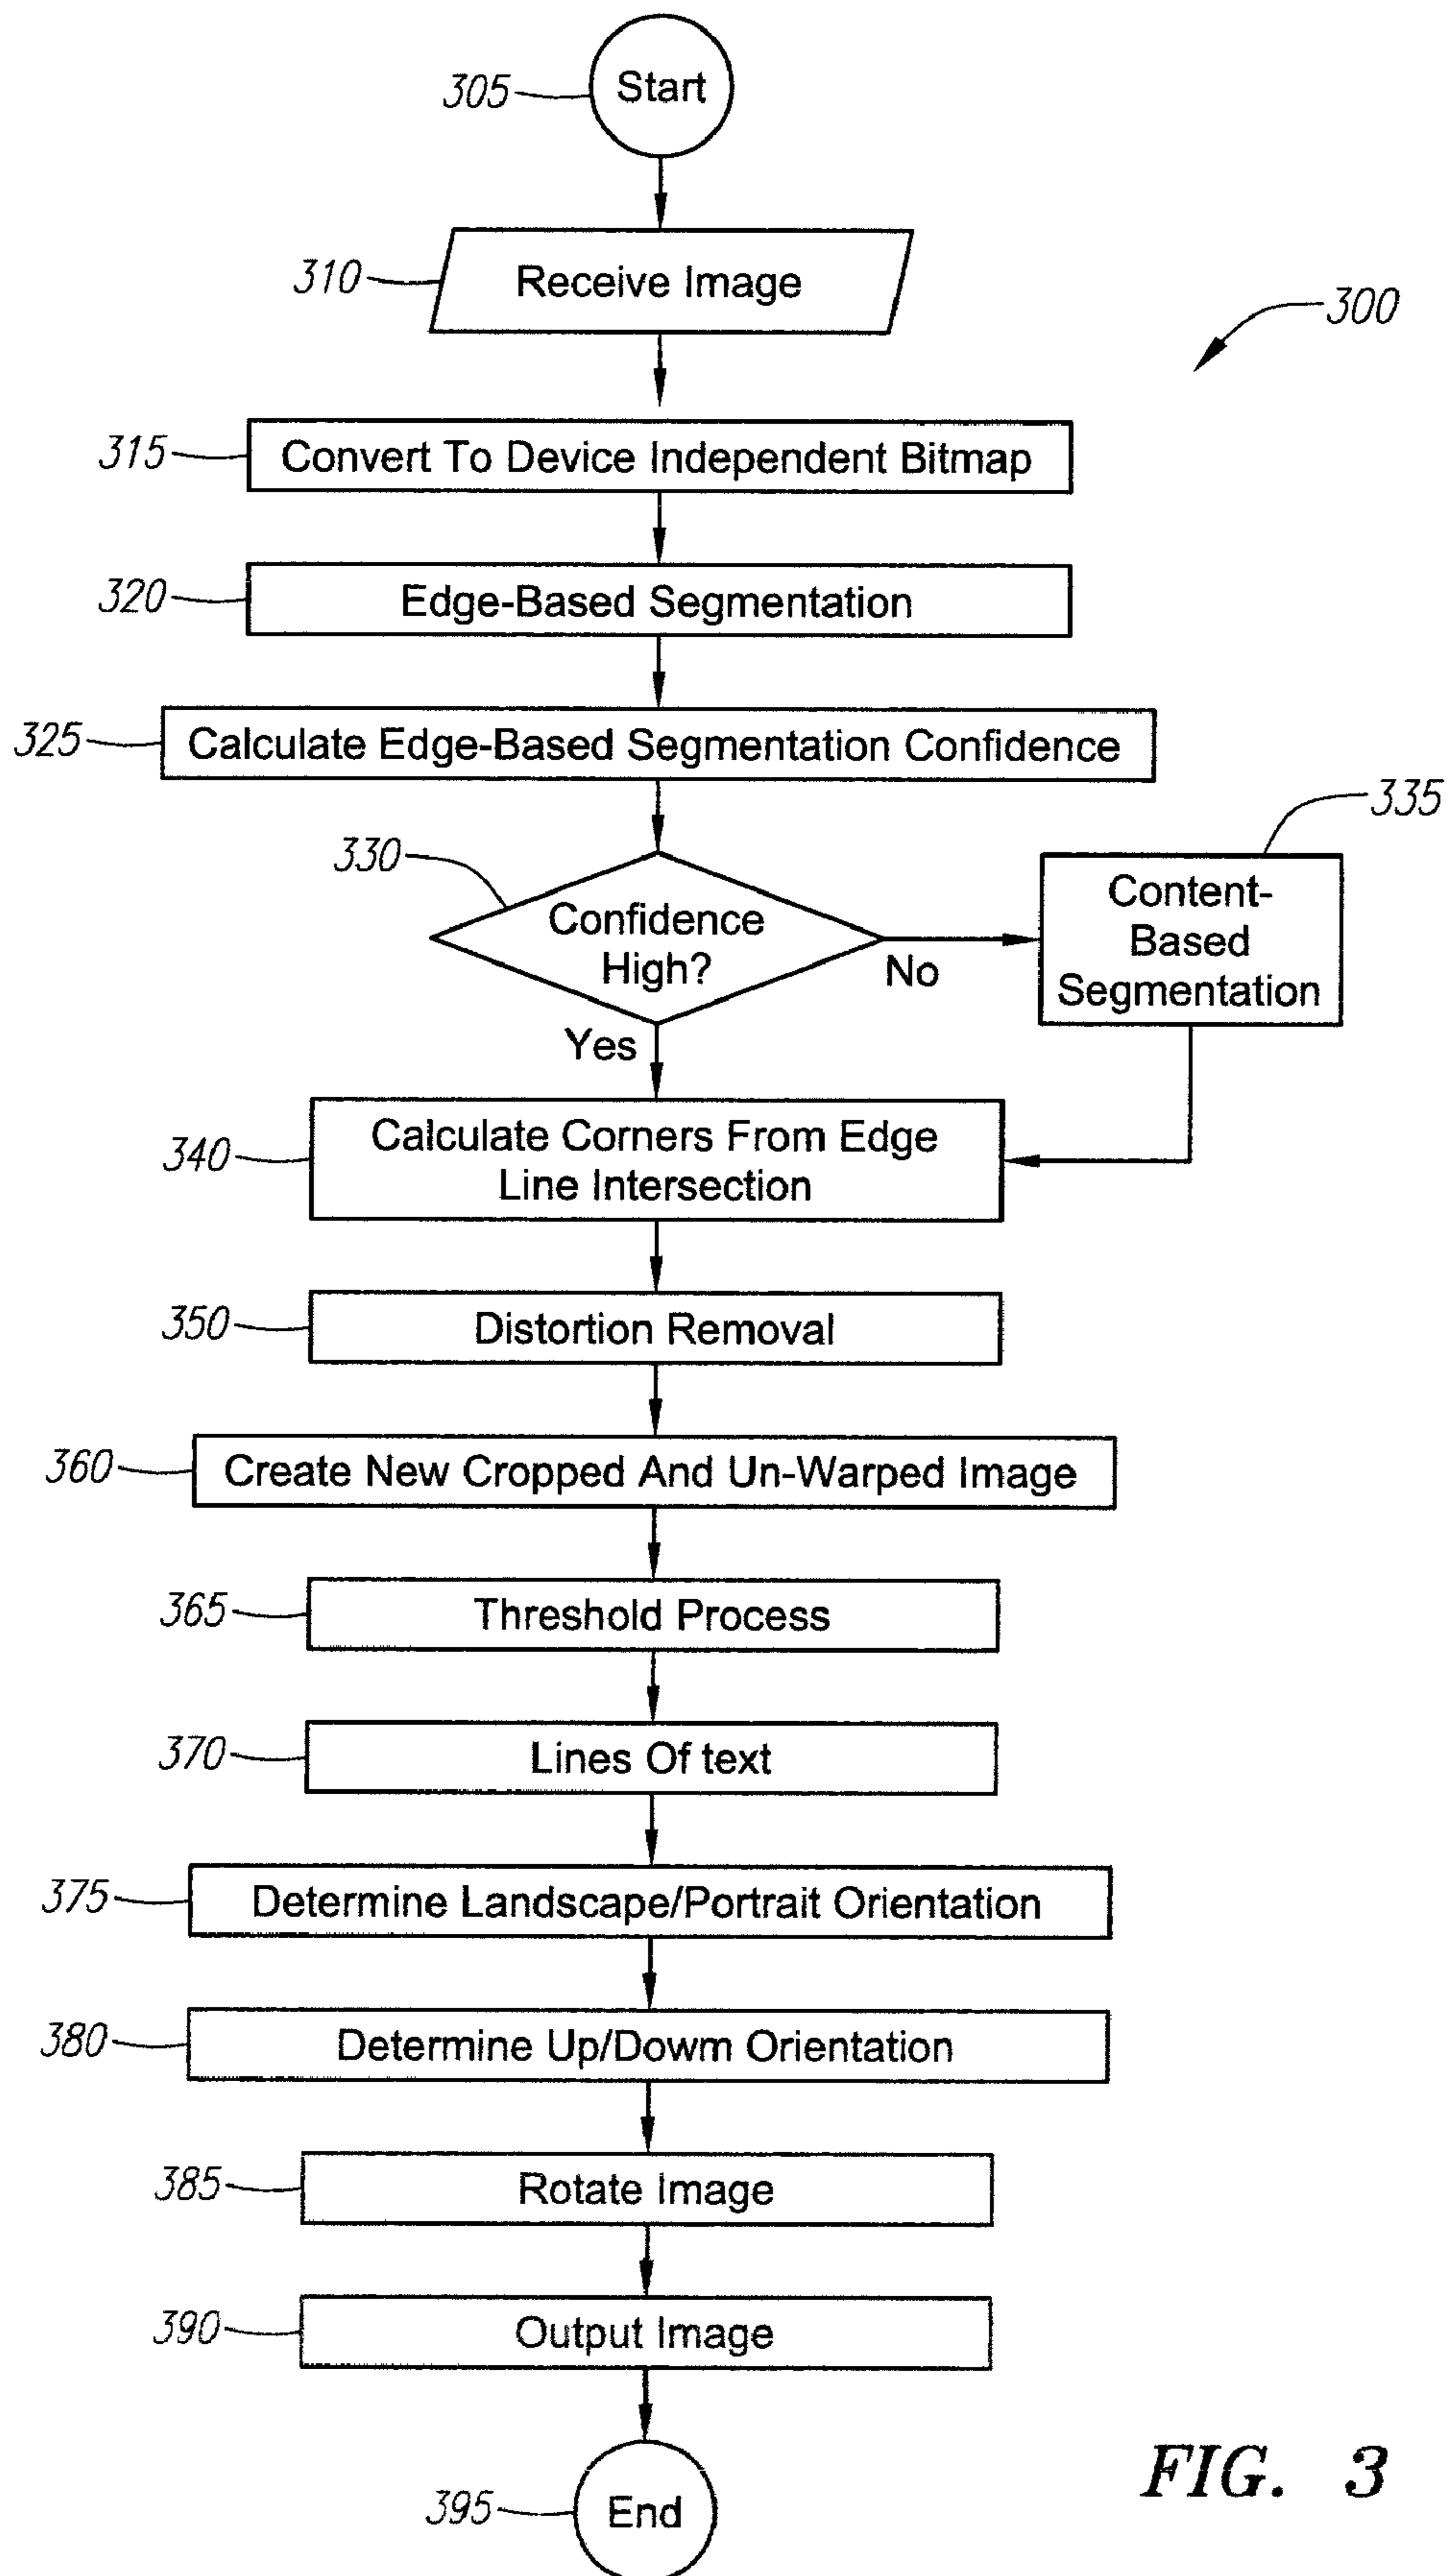 305
Start
310
Receive Image
300
315
Convert To Device Independent Bitmap
320
Edge-Based Segmentation
325
Calculate Edge-Based Segmentation Confidence
335
330
Confidence
High?
No
Yes
Content-
Based
Segmentation
340
Calculate Corners From Edge
Line Intersection
350
Distortion Removal
360
Create New Cropped And Un-Warped Image
365
Threshold Process
370
Lines Of text
375
Determine Landscape/Portrait Orientation
380
Determine Up/Dowm Orientation
385
Rotate Image
390
Output Image
395
End
FIG. 3